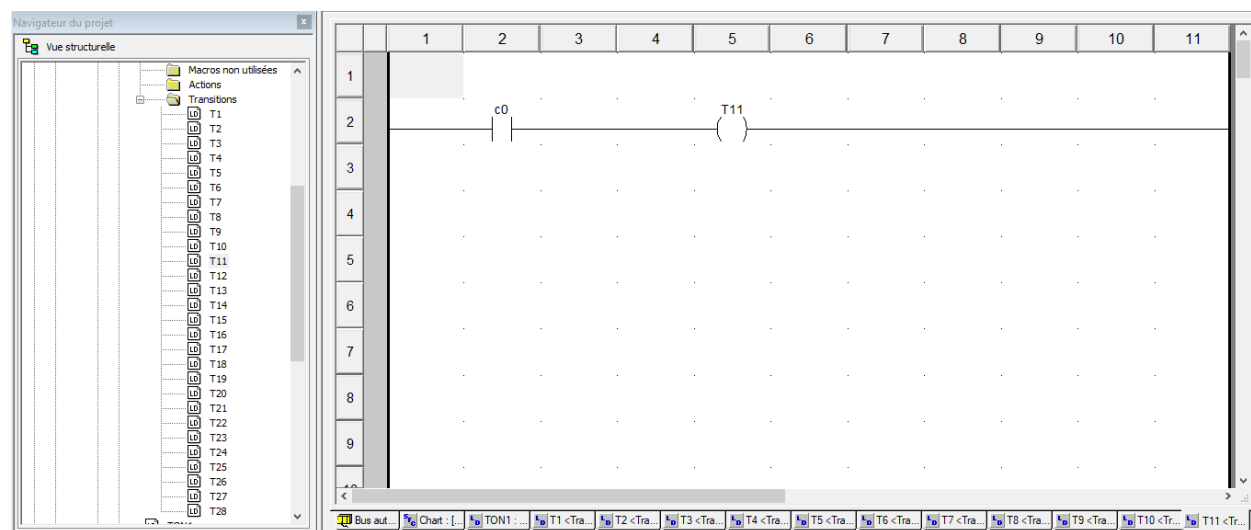 Navigateur du projet
Vue structurelle
Macros non utilisées
Actions
Transitions
T1
T2
T3
T4
T5
T6
T7
T8
T9
T10
T11
T12
T13
T14
T15
T16
T17
T18
T19
T20
T21
T22
T23
T24
T25
T26
T27
T28
1 2 3 4 5 6 7 8 9 10 11
1
2
c0 T11
3
4
5
6
7
8
9
Bus aut... Chart : [... TON1 : ... T1 <Tra... T2 <Tra... T3 <Tra... T4 <Tra... T5 <Tra... T6 <Tra... T7 <Tra... T8 <Tra... T9 <Tra... T10 <Tr... T11 <Tr...